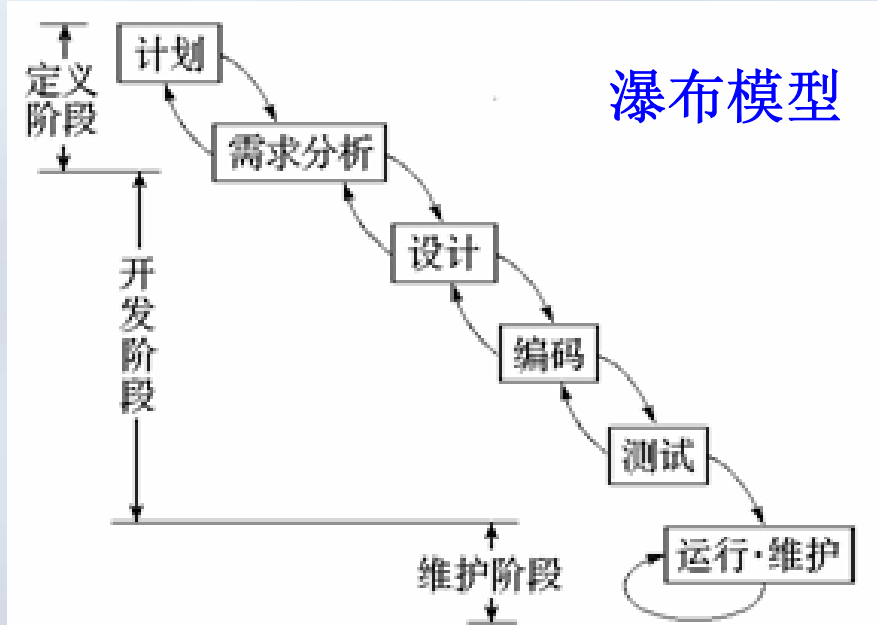 计划
瀑布模型
定义
阶段
需求分析
设计
开
发
阶
段
编码
测试
运行·维护
维护阶段